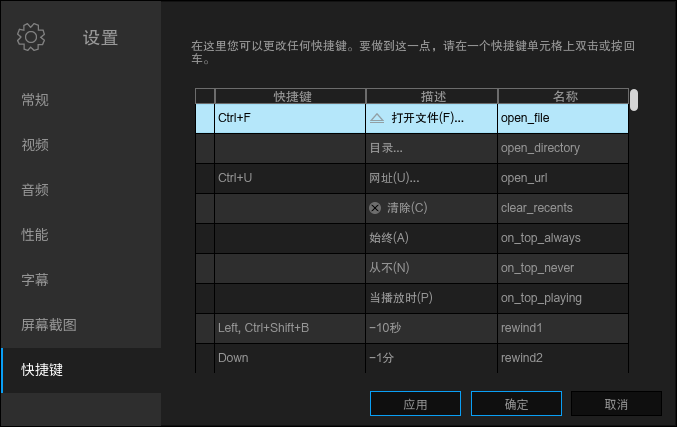 设置
常规
视频
音频
性能
字幕
屏幕截图
快捷键
在这里您可以更改任何快捷键。要做到这一点，请在一个快捷键单元格上双击或按回
车。
快捷键 描述 名称
Ctrl+F 打开文件(F)... open_file
目录... open_directory
Ctrl+U 网址(U)... open_url
清除(C) clear_recents
始终(A) on_top_always
从不(N) on_top_never
当播放时(P) on_top_playing
Left, Ctrl+Shift+B -10秒 rewind1
Down -1分 rewind2
应用 确定 取消